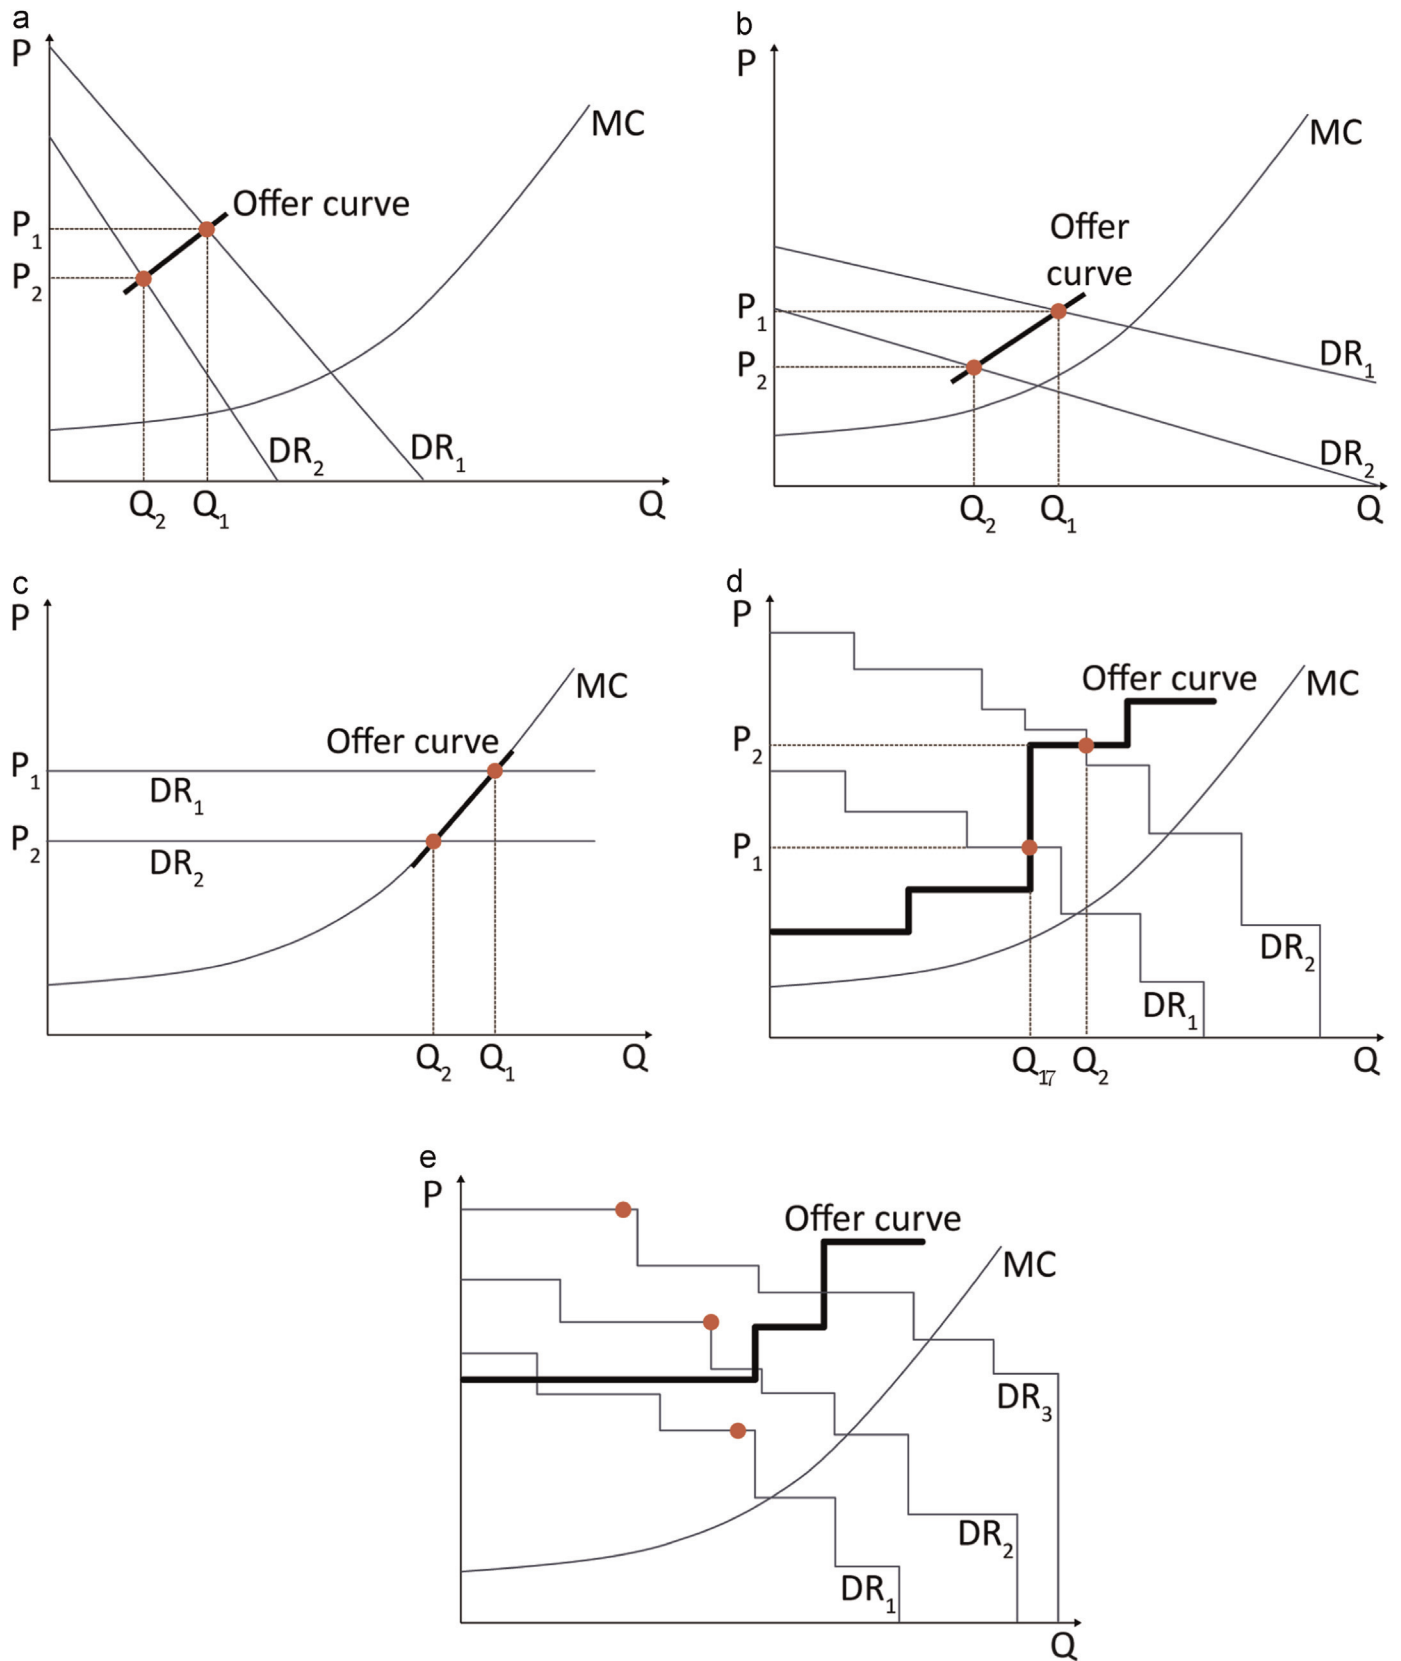 a
P
MC
Offer curve
P1
P2
DR2
DR1
Q2
Q1
Q
b
P
MC
Offer
curve
P1
P2
DR1
DR2
Q2
Q1
Q
c
P
MC
Offer curve
P1
DR1
P2
DR2
Q2
Q1
Q
d
P
Offer curve
MC
P2
P1
DR2
DR1
Q17
Q2
Q
e
P
Offer curve
MC
DR3
DR2
DR1
Q